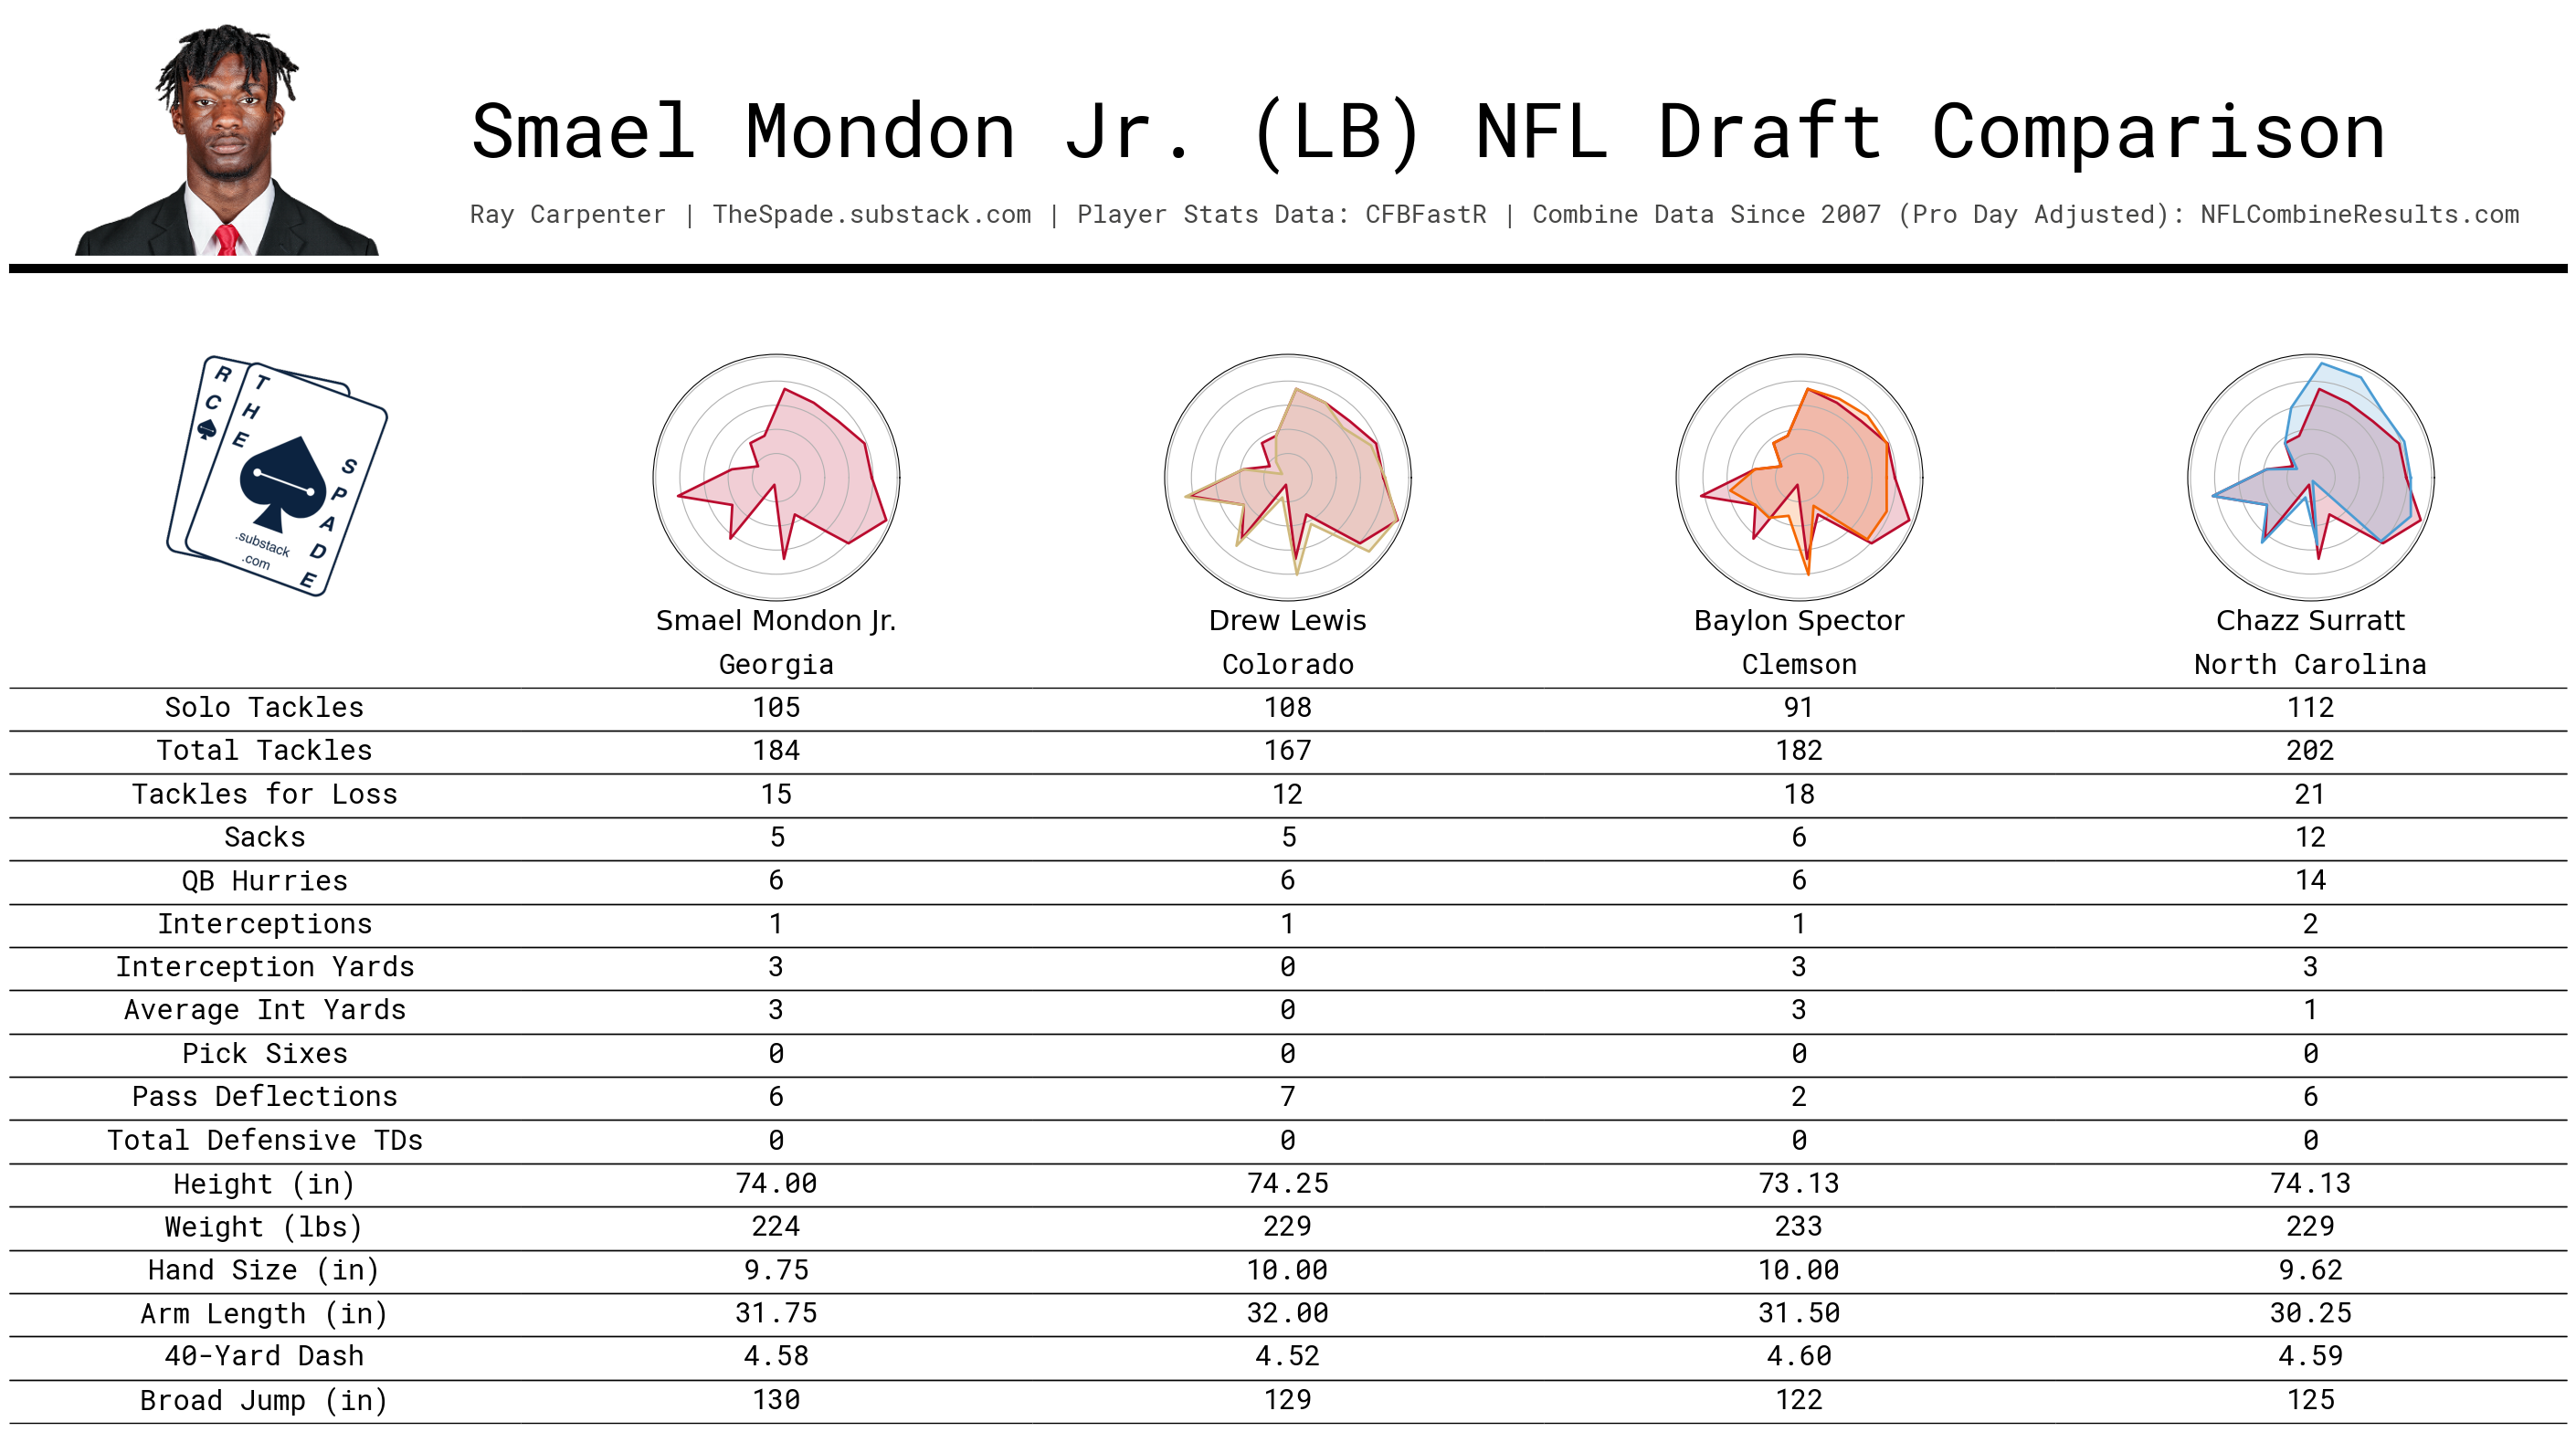 Smael Mondon Jr. (LB) NFL Draft Comparison
Ray Carpenter | TheSpade.substack.com | Player Stats Data: CFBFastR | Combine Data Since 2007 (Pro Day Adjusted): NFLCombineResults.com
RC
THE
SPADE
.substack
.com
Smael Mondon Jr. Drew Lewis Baylon Spector Chazz Surratt
Georgia Colorado Clemson North Carolina
Solo Tackles 105 108 91 112
Total Tackles 184 167 182 202
Tackles for Loss 15 12 18 21
Sacks 5 5 6 12
QB Hurries 6 6 6 14
Interceptions 1 1 1 2
Interception Yards 3 0 3 3
Average Int Yards 3 0 3 1
Pick Sixes 0 0 0 0
Pass Deflections 6 7 2 6
Total Defensive TDs 0 0 0 0
Height (in) 74.00 74.25 73.13 74.13
Weight (lbs) 224 229 233 229
Hand Size (in) 9.75 10.00 10.00 9.62
Arm Length (in) 31.75 32.00 31.50 30.25
40-Yard Dash 4.58 4.52 4.60 4.59
Broad Jump (in) 130 129 122 125